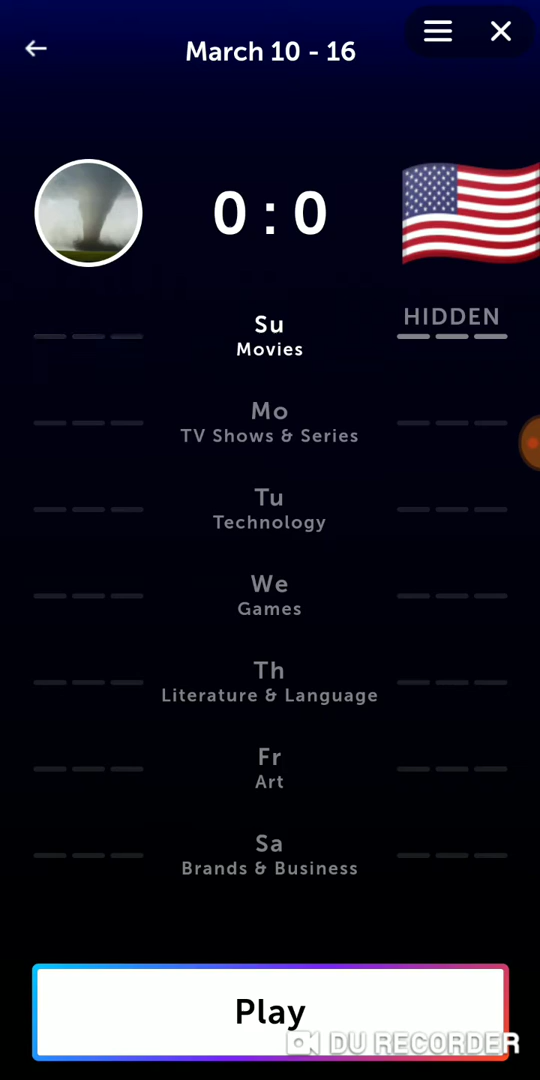 March 10 - 16
0 : 0
HIDDEN
Su
Movies
Mo
TV Shows & Series
Tu
Technology
We
Games
Th
Literature & Language
Fr
Art
Sa
Brands & Business
Play
DU RECORDER